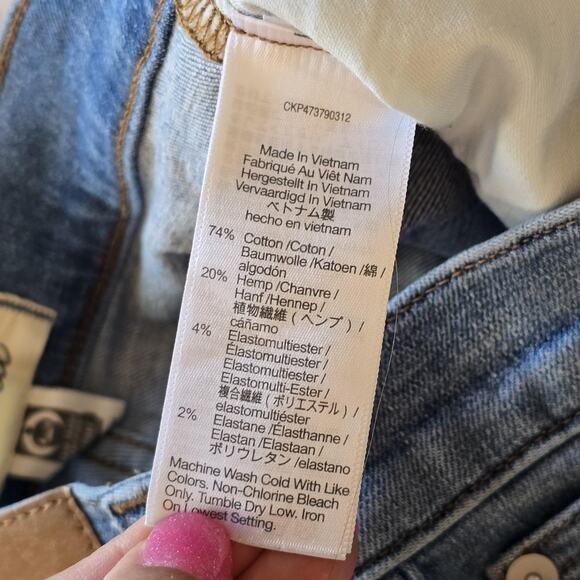 CKP473790312
Made In Vietnam
Fabriqué Au Viêt Nam
Hergestellt In Vietnam
Vervaardigd In Vietnam
ベトナム製
hecho en vietnam
74% Cotton /Coton /
Baumwolle /Katoen /綿 /
algodón
20% Hemp /Chanvre /
Hanf /Hennep /
植物繊維 ( ヘンプ ) /
cáñamo
4% Elastomultiester /
Élastomultiester /
Elastomultiester /
Elastomulti-Ester /
複合繊維 ( ポリエステル ) /
elastomultiéster
2% Elastane /Élasthanne /
Elastan /Elastaan /
ポリウレタン /elastano
Machine Wash Cold With Like
Colors. Non-Chlorine Bleach
Only. Tumble Dry Low. Iron
On Lowest Setting.